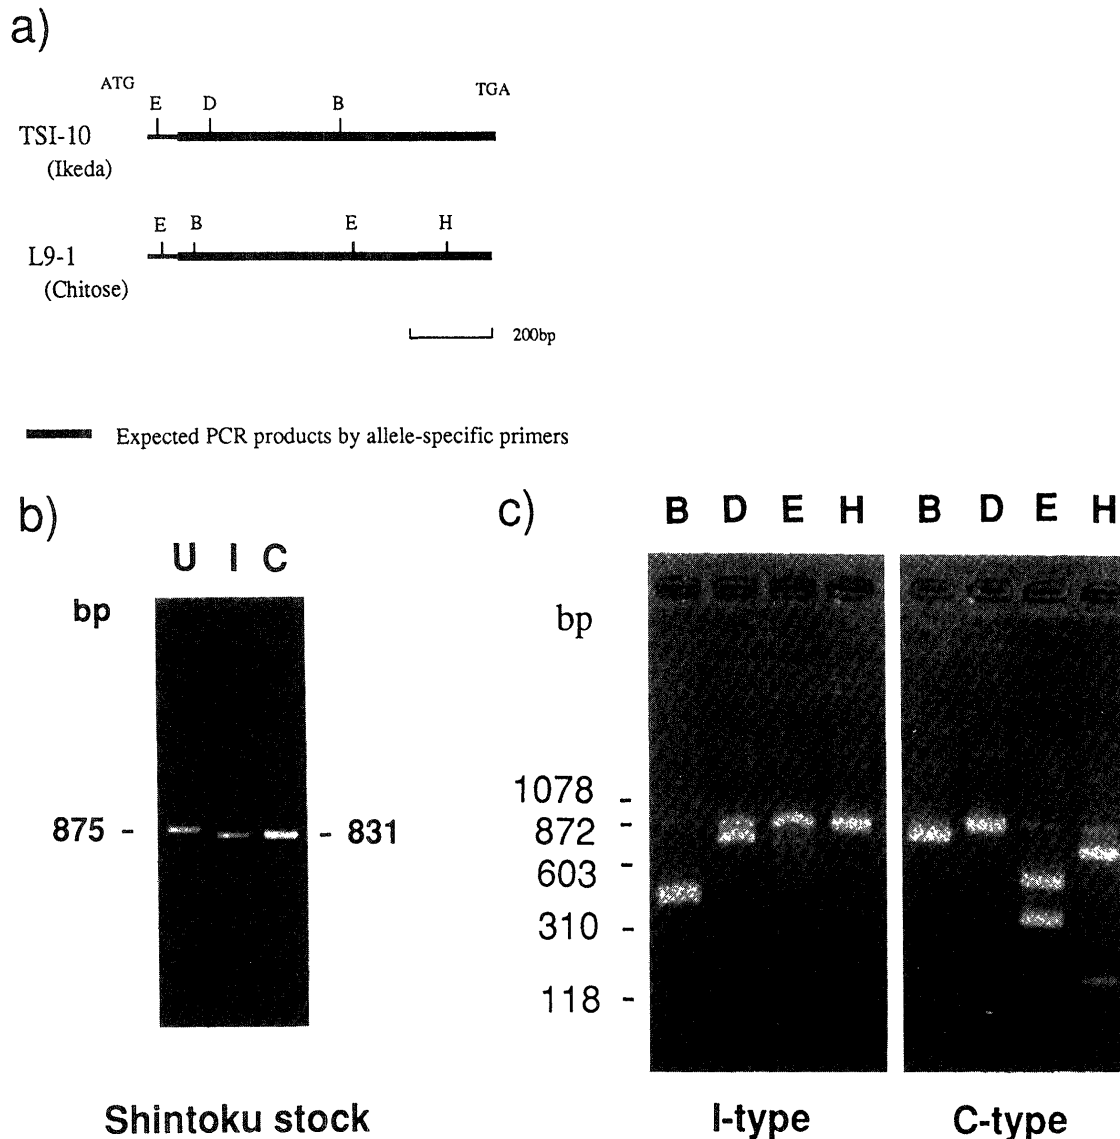 a)
ATG
TGA
E D B
TSI-10
(Ikeda)
E B E H
L9-1
(Chitose)
200bp
Expected PCR products by allele-specific primers
b)
U I C
bp
875 - - 831
Shintoku stock
c)
B D E H B D E H
bp
1078 -
872 -
603 -
310 -
118 -
I-type C-type